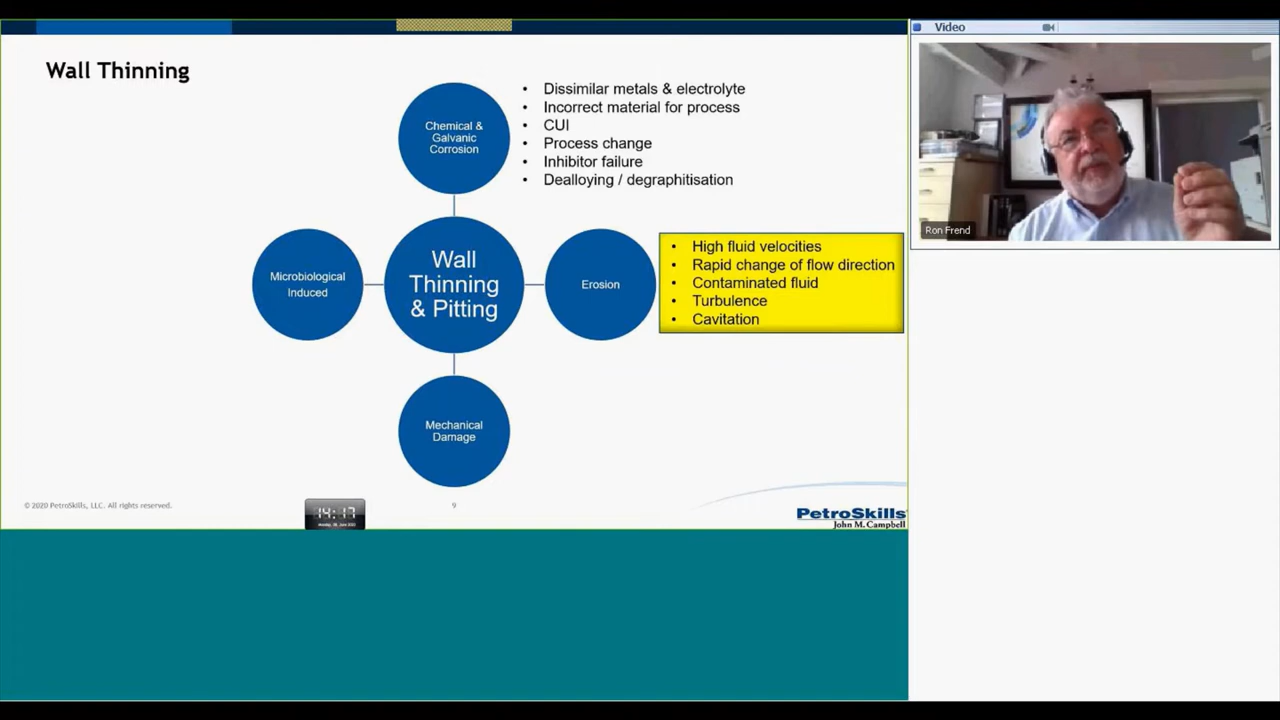 Wall Thinning
Chemical &
Galvanic
Corrosion
• Dissimilar metals & electrolyte
• Incorrect material for process
• CUI
• Process change
• Inhibitor failure
• Dealloying / degraphitisation
Microbiological
Induced
Wall
Thinning
& Pitting
Erosion
• High fluid velocities
• Rapid change of flow direction
• Contaminated fluid
• Turbulence
• Cavitation
Mechanical
Damage
© 2020 PetroSkills, LLC. All rights reserved.
14:17
9
PetroSkills
John M. Campbell
Video
Ron Frend